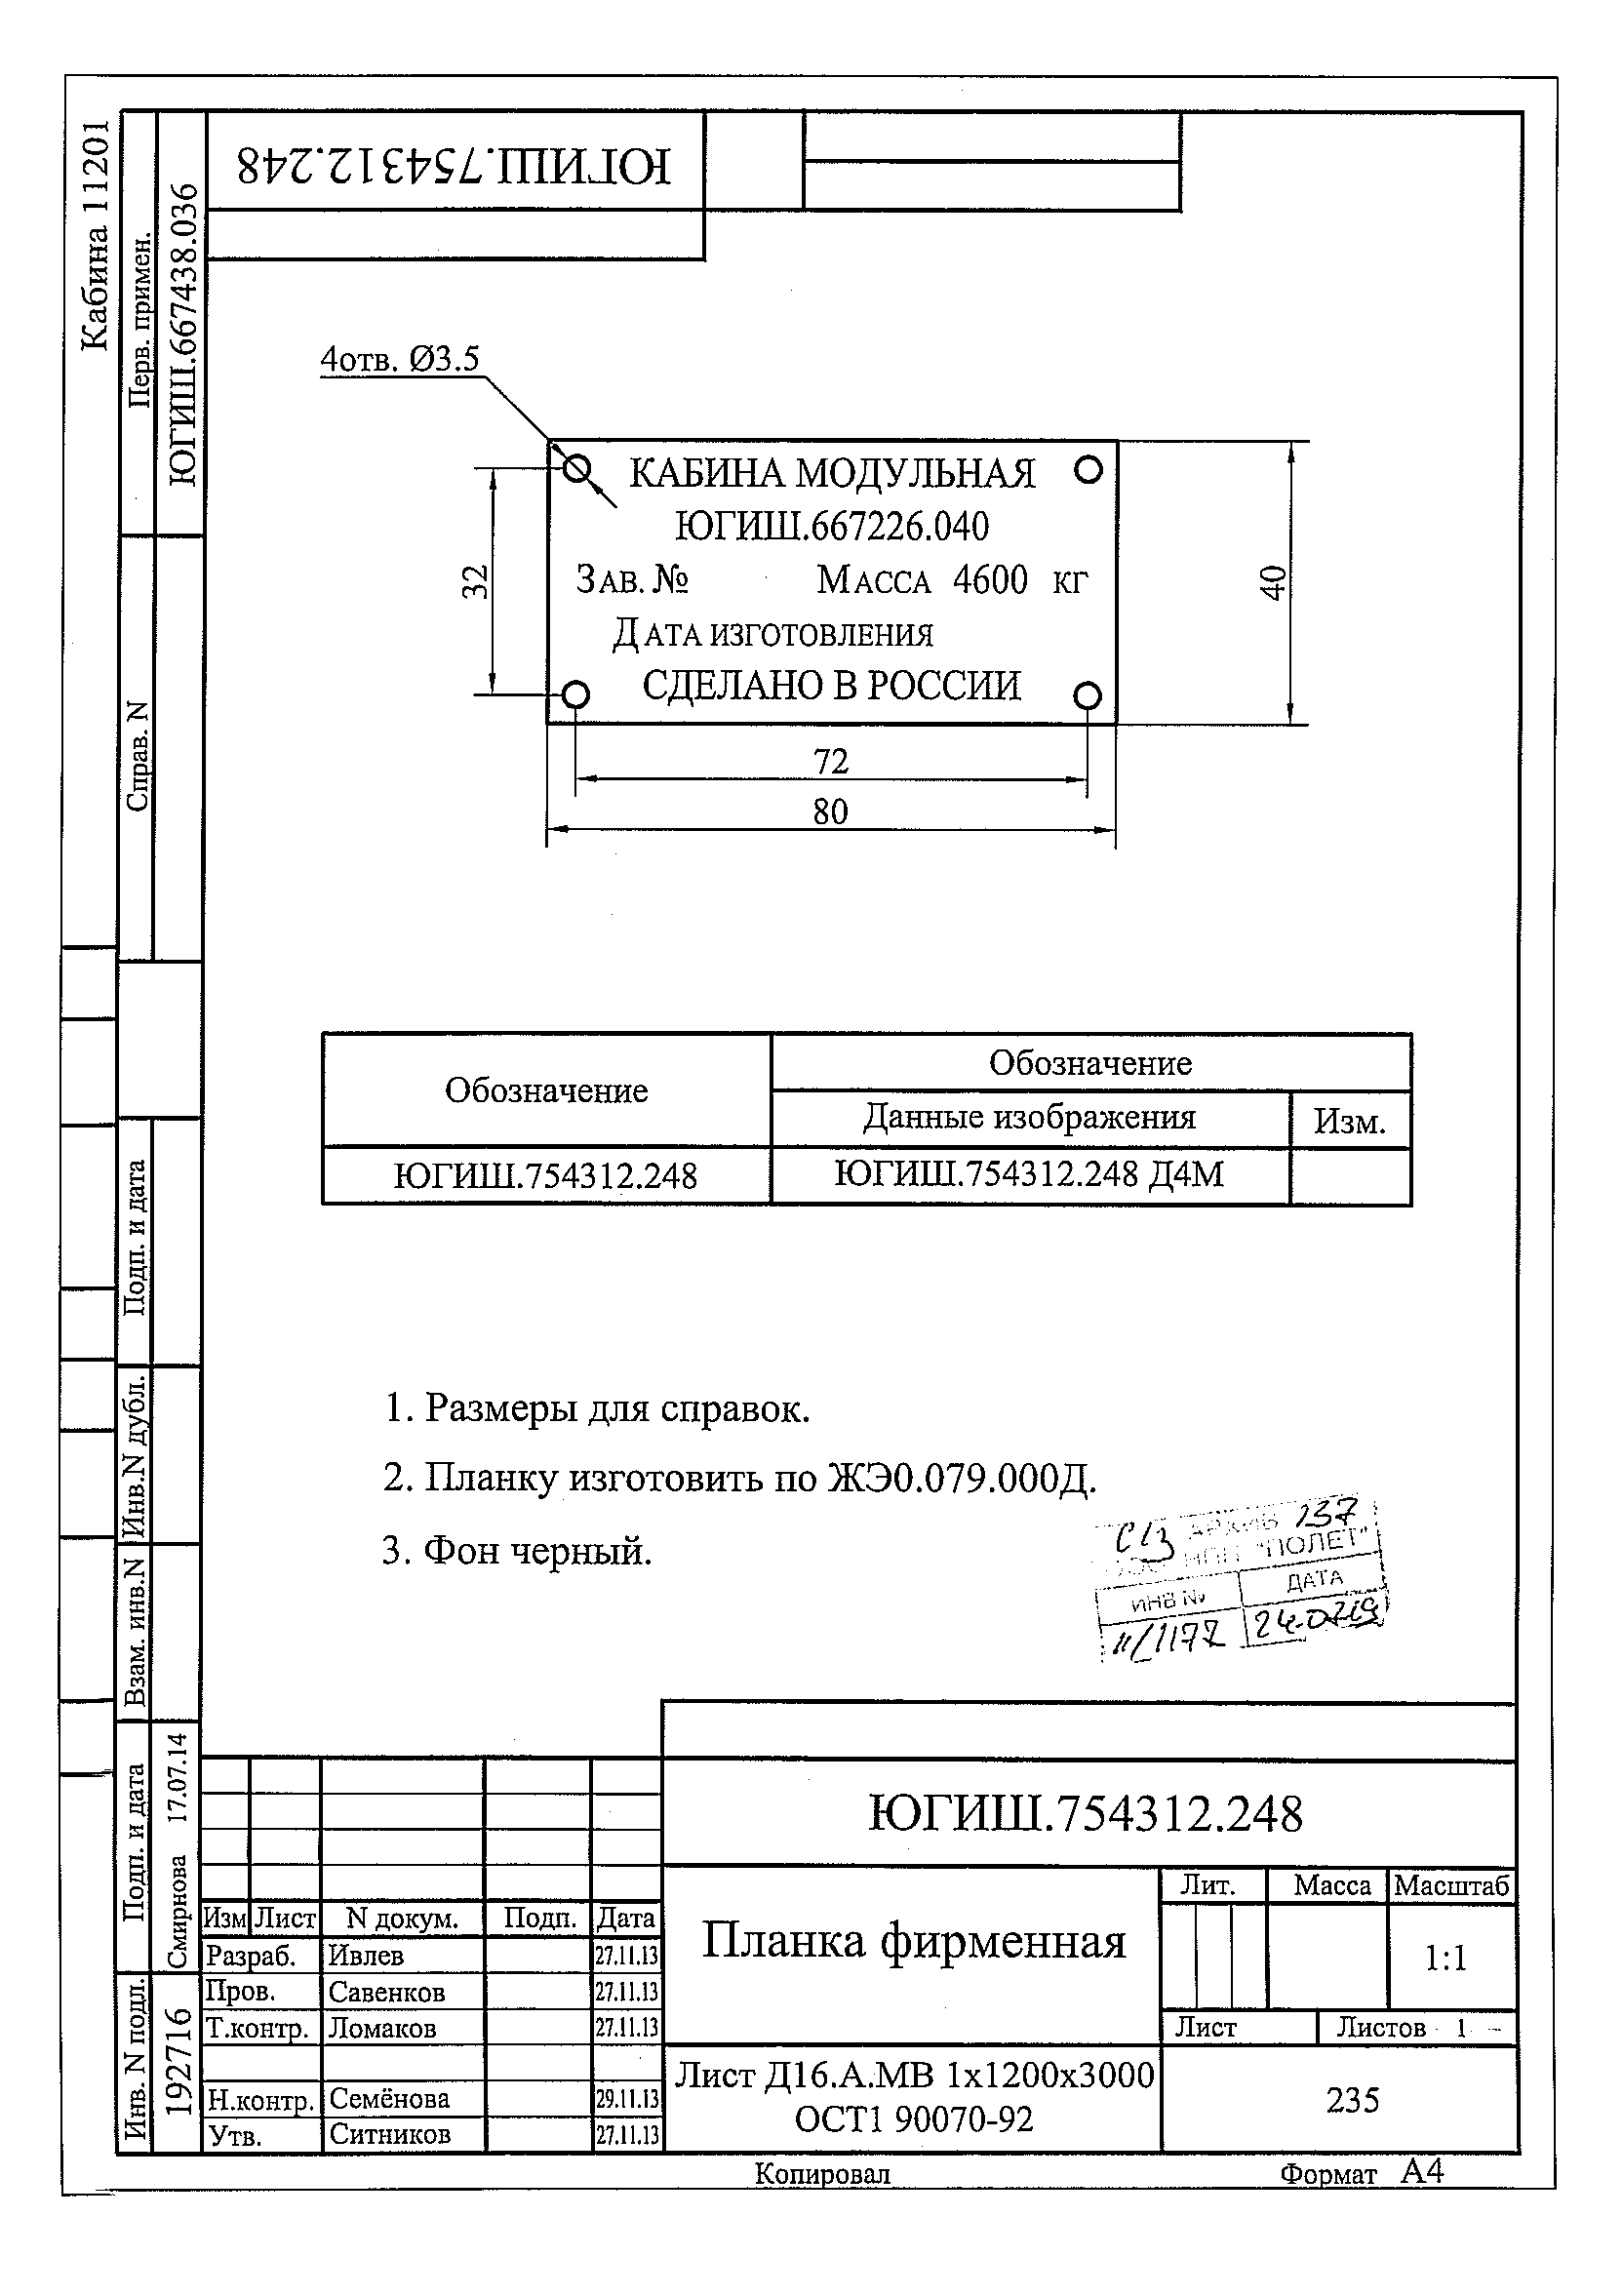 Кабина 11201
Перв. примен.
ЮГИШ.667438.036
ЮГИШ.754312.248
4отв. Ø3.5
КАБИНА МОДУЛЬНАЯ
ЮГИШ.667226.040
ЗАВ. № МАССА 4600 КГ
ДАТА ИЗГОТОВЛЕНИЯ
СДЕЛАНО В РОССИИ
32
40
72
80
Справ. N
Обозначение
Обозначение
Данные изображения
Изм.
ЮГИШ.754312.248
ЮГИШ.754312.248 Д4М
Подп. и дата
Инв.N дубл.
Взам. инв.N
Подп. и дата
Смирнова 17.07.14
Инв. N подл.
192716
1. Размеры для справок.
2. Планку изготовить по ЖЭ0.079.000Д.
3. Фон черный.
АРХИВ 137
НПП "ПОЛЕТ"
ИНВ № ДАТА
ЮГИШ.754312.248
Изм Лист N докум. Подп. Дата
Разраб. Ивлев 27.11.13
Пров. Савенков 27.11.13
Т.контр. Ломаков 27.11.13
Н.контр. Семёнова 29.11.13
Утв. Ситников 27.11.13
Планка фирменная
Лит. Масса Масштаб
1:1
Лист Листов 1
Лист Д16.А.МВ 1х1200х3000
ОСТ1 90070-92
235
Копировал
Формат А4